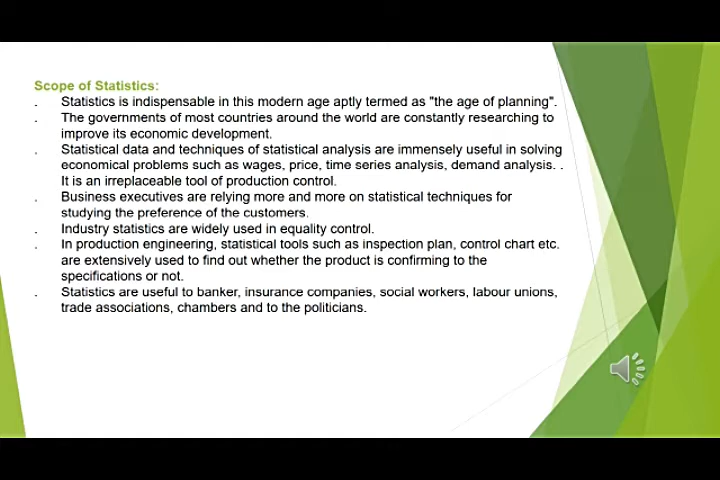 Scope of Statistics:
. Statistics is indispensable in this modern age aptly termed as "the age of planning".
. The governments of most countries around the world are constantly researching to
improve its economic development.
. Statistical data and techniques of statistical analysis are immensely useful in solving
economical problems such as wages, price, time series analysis, demand analysis. .
It is an irreplaceable tool of production control.
. Business executives are relying more and more on statistical techniques for
studying the preference of the customers.
. Industry statistics are widely used in equality control.
. In production engineering, statistical tools such as inspection plan, control chart etc.
are extensively used to find out whether the product is confirming to the
specifications or not.
. Statistics are useful to banker, insurance companies, social workers, labour unions,
trade associations, chambers and to the politicians.